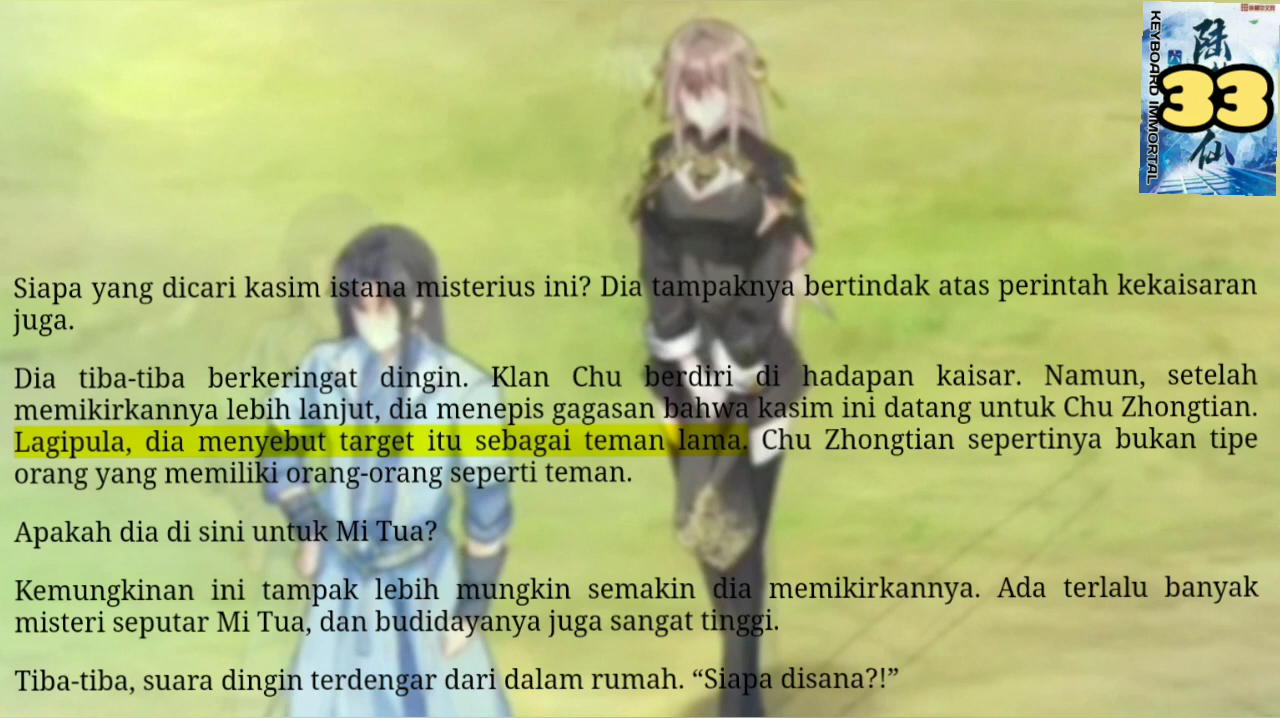 KEYBOARD IMMORTAL
33
仙
Siapa yang dicari kasim istana misterius ini? Dia tampaknya bertindak atas perintah kekaisaran
juga.
Dia tiba-tiba berkeringat dingin. Klan Chu berdiri di hadapan kaisar. Namun, setelah
memikirkannya lebih lanjut, dia menepis gagasan bahwa kasim ini datang untuk Chu Zhongtian.
Lagipula, dia menyebut target itu sebagai teman lama. Chu Zhongtian sepertinya bukan tipe
orang yang memiliki orang-orang seperti teman.
Apakah dia di sini untuk Mi Tua?
Kemungkinan ini tampak lebih mungkin semakin dia memikirkannya. Ada terlalu banyak
misteri seputar Mi Tua, dan budidayanya juga sangat tinggi.
Tiba-tiba, suara dingin terdengar dari dalam rumah. “Siapa disana?!”